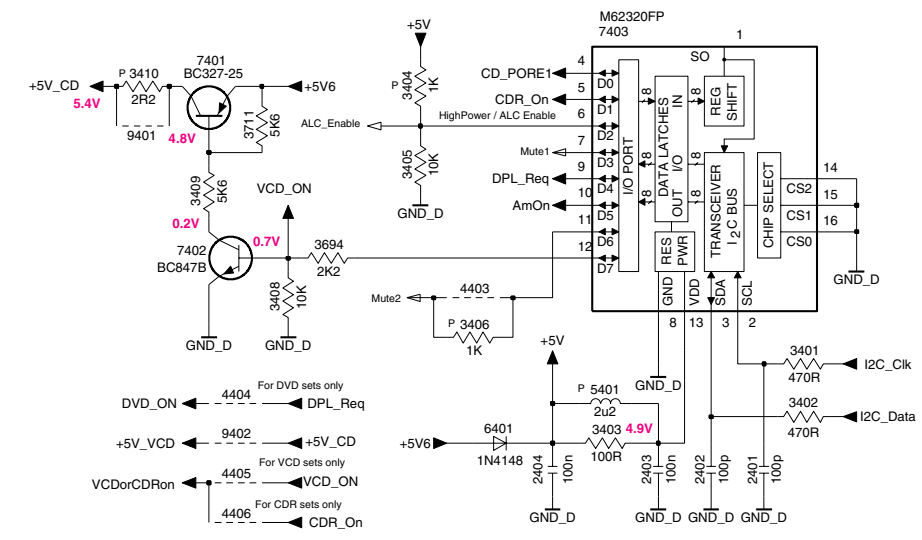 M62320FP
7403
1
SO
+5V
P 3404
1K
4
CD_PORE1
D0
5
CDR_On
D1
HighPower / ALC Enable
6
D2
ALC_Enable
7
Mute1
D3
9
DPL_Req
D4
10
AmOn
D5
11
D6
12
D7
I/O PORT
8
8
8
DATA LATCHES
IN
I/O
OUT
8
8
8
REG
SHIFT
TRANSCEIVER
I2C BUS
CHIP SELECT
14
CS2
15
CS1
16
CS0
GND_D
RES
PWR
GND
VDD
SDA
SCL
8
13
3
2
3405
10K
GND_D
7401
BC327-25
P 3410
+5V_CD
2R2
+5V6
5.4V
9401
4.8V
3711
5K6
3409
5K6
VCD_ON
0.2V
7402
BC847B
0.7V
3694
2K2
3408
10K
GND_D
GND_D
4403
Mute2
P 3406
1K
+5V
GND_D
P 5401
2u2
4.9V
+5V6
6401
1N4148
3403
100R
2404
100n
2403
100n
2402
100p
2401
100p
GND_D
GND_D
GND_D
GND_D
3401
I2C_Clk
470R
3402
I2C_Data
470R
For DVD sets only
DVD_ON
4404
DPL_Req
+5V_VCD
9402
+5V_CD
For VCD sets only
VCDorCDRon
4405
VCD_ON
For CDR sets only
4406
CDR_On